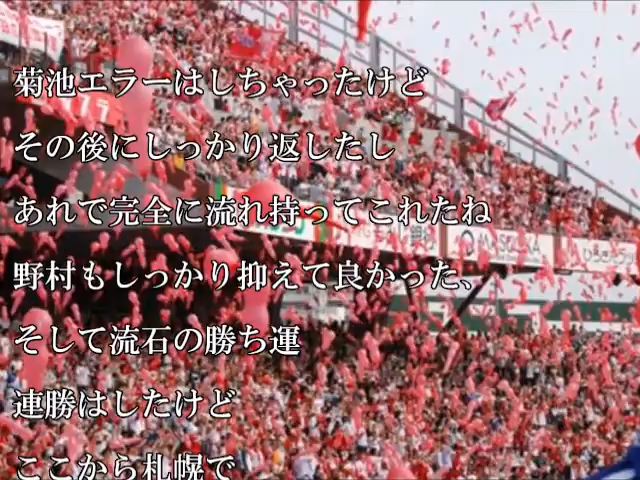 菊池エラーはしちゃったけど
その後にしっかり返したし
あれで完全に流れ持ってこれたね
野村もしっかり抑えて良かった、
そして流石の勝ち運
連勝はしたけど
ここから札幌で